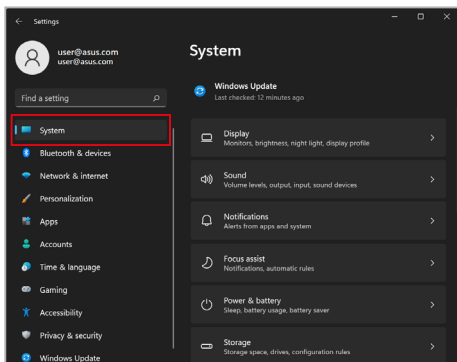 Settings
user@asus.com
user@asus.com
Find a setting
System
Bluetooth & devices
Network & internet
Personalization
Apps
Accounts
Time & language
Gaming
Accessibility
Privacy & security
Windows Update
System
Windows Update
Last checked: 12 minutes ago
Display
Monitors, brightness, night light, display profile
Sound
Volume levels, output, input, sound devices
Notifications
Alerts from apps and system
Focus assist
Notifications, automatic rules
Power & battery
Sleep, battery usage, battery saver
Storage
Storage space, drives, configuration rules